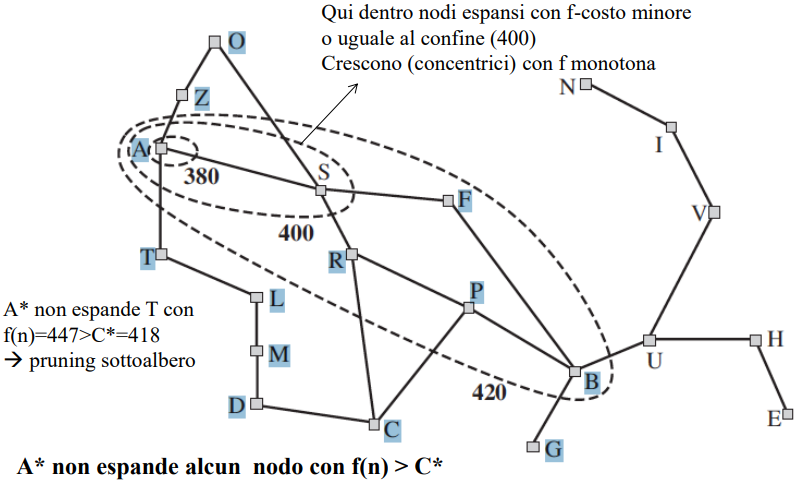 Qui dentro nodi espansi con f-costo minore
o uguale al confine (400)
Crescono (concentrici) con f monotona
O
N
Z
I
A
S
380
F
V
400
R
T
P
L
A* non espande T con
f(n)=447>C*=418
→ pruning sottoalbero
M
H
U
B
420
D
E
C
G
A* non espande alcun nodo con f(n) > C*